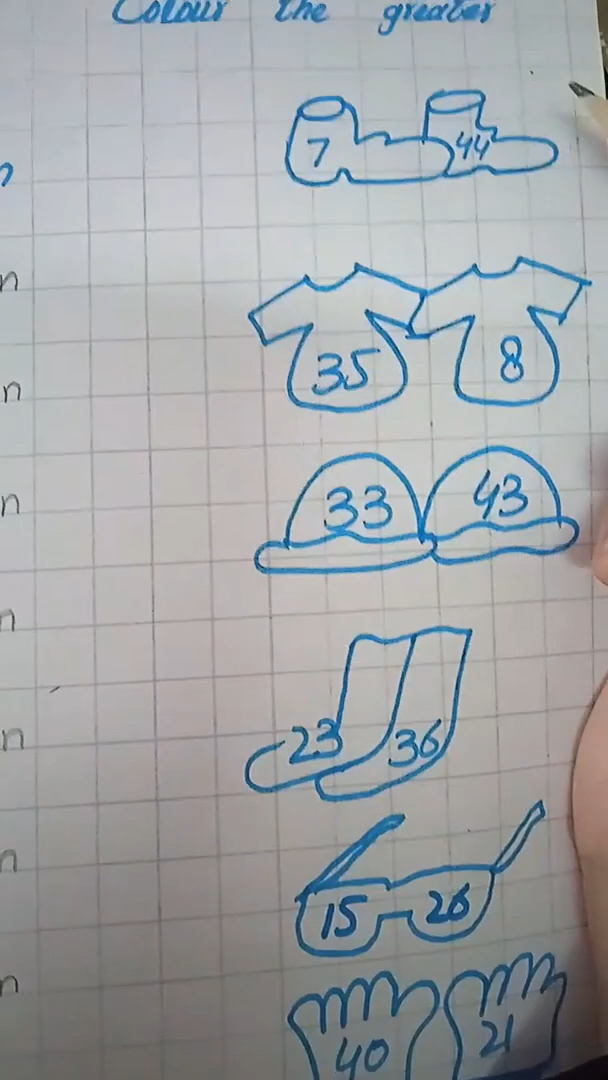 Colour the greater
7 44
n
35 8
n
33 43
n
n
23 36
n
15 26
n
40 21